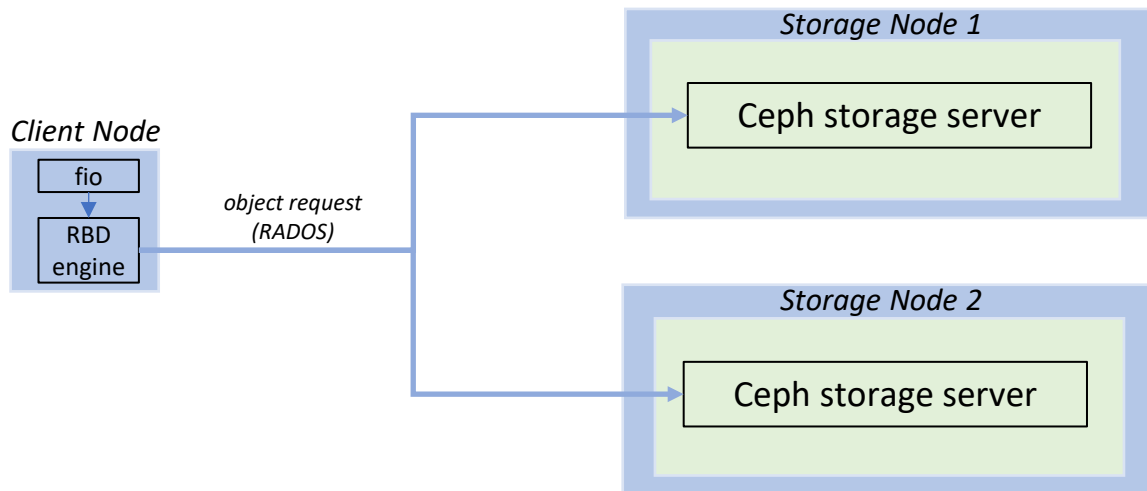 Storage Node 1
Ceph storage server
Client Node
fio
RBD
engine
object request
(RADOS)
Storage Node 2
Ceph storage server